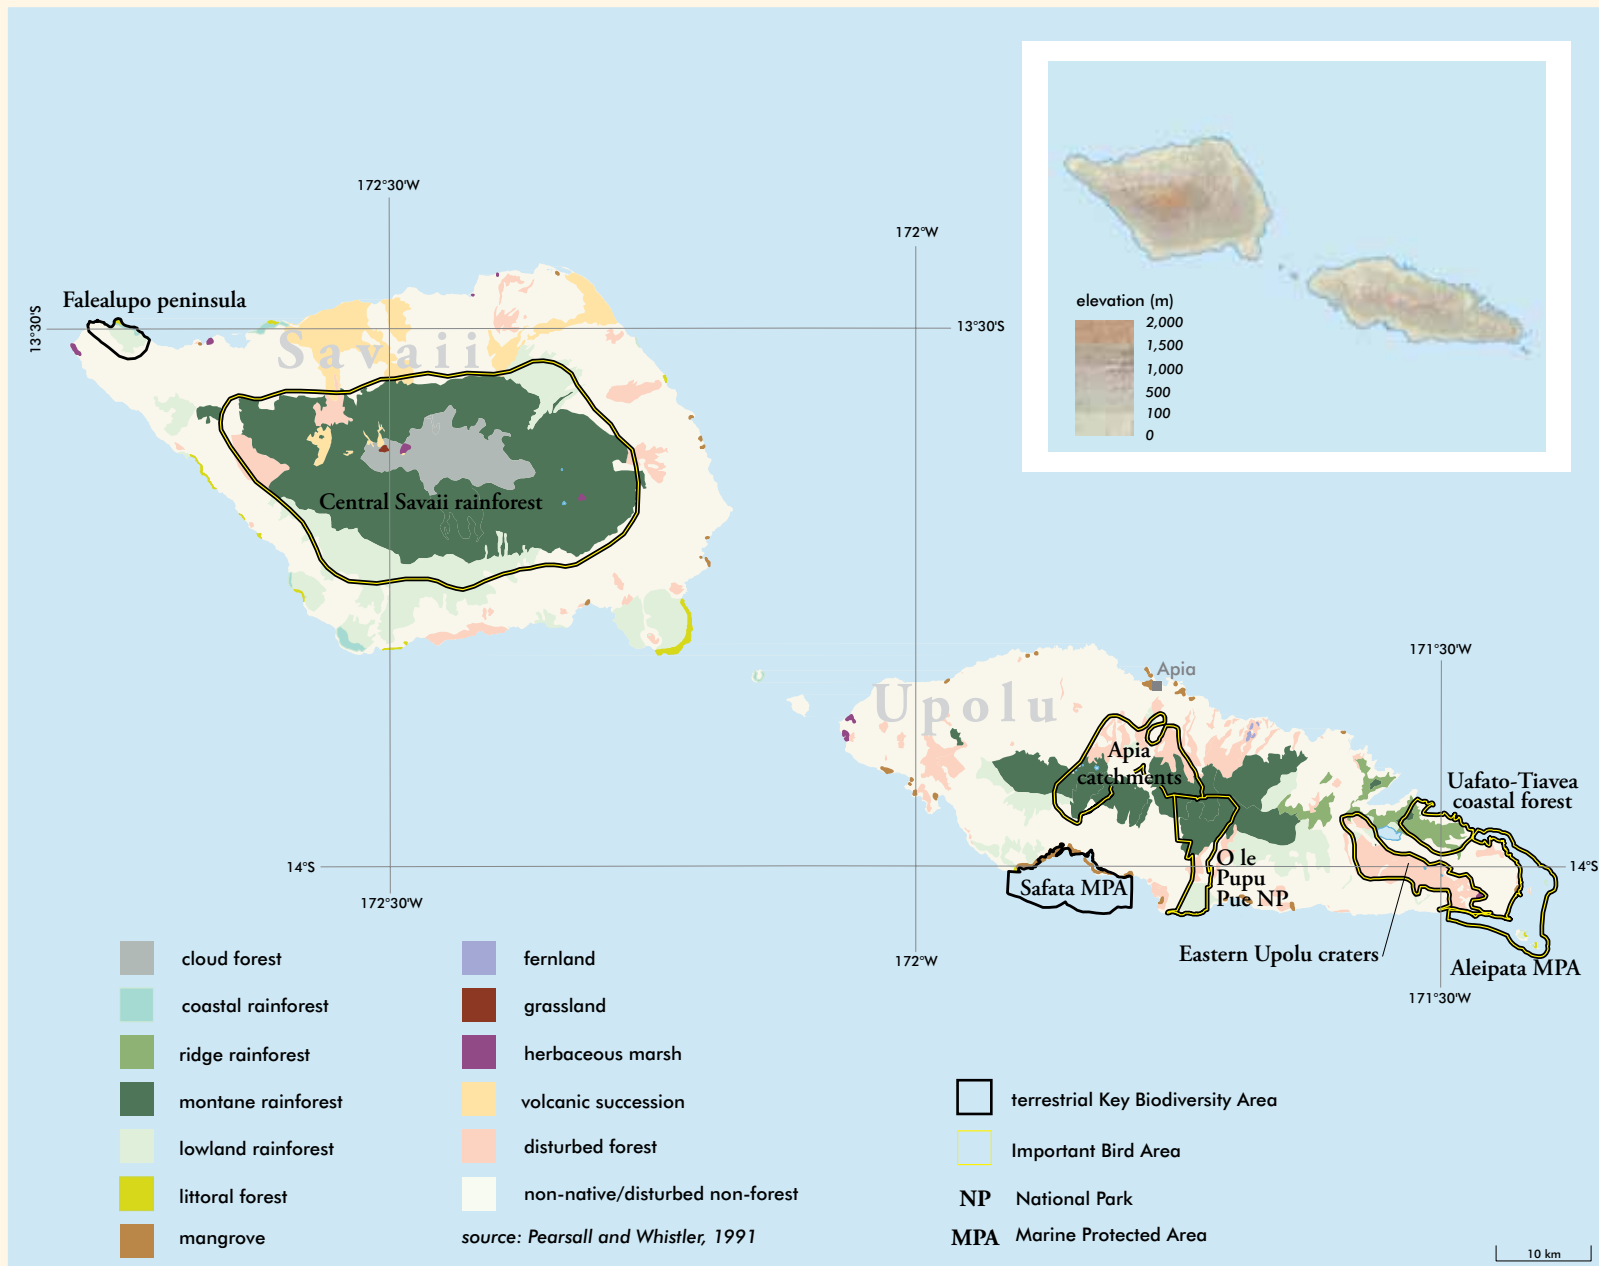 172°30'W
172°W
Falealupo peninsula
13°30'S
13°30'S
Savaii
elevation (m)
2,000
1,500
1,000
500
100
0
Central Savaii rainforest
171°30'W
Apia
Upolu
Apia
catchments
Uafato-Tiavea
coastal forest
14°S
14°S
O le
Pupu
Pue NP
Safata MPA
172°30'W
Eastern Upolu craters
172°W
Aleipata MPA
171°30'W
cloud forest
coastal rainforest
ridge rainforest
montane rainforest
lowland rainforest
littoral forest
mangrove
fernland
grassland
herbaceous marsh
volcanic succession
disturbed forest
non-native/disturbed non-forest
source: Pearsall and Whistler, 1991
terrestrial Key Biodiversity Area
Important Bird Area
NP National Park
MPA Marine Protected Area
10 km